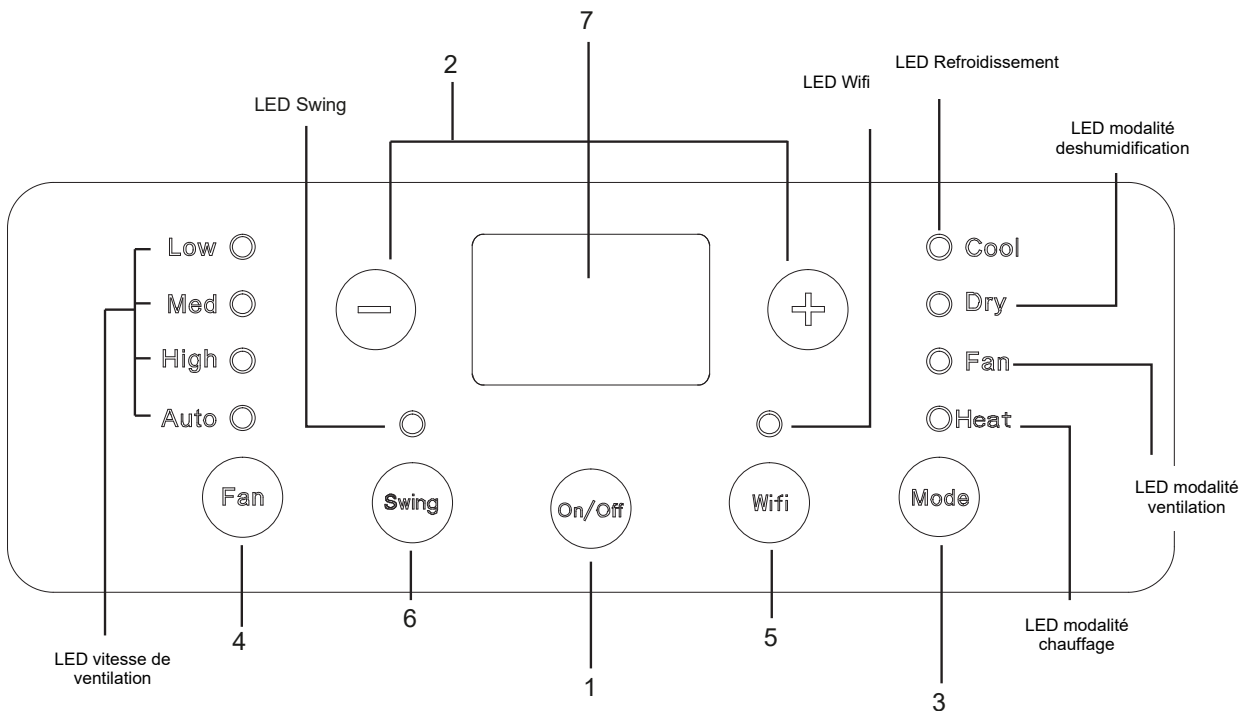 7
2
LED Refroidissement
LED Wifi
LED Swing
LED modalité
deshumidification
Low
Cool
Med
Dry
High
Fan
Auto
Heat
Fan
Swing
On/Off
Wifi
Mode
LED modalité
ventilation
4
6
1
5
3
LED modalité
chauffage
LED vitesse de
ventilation